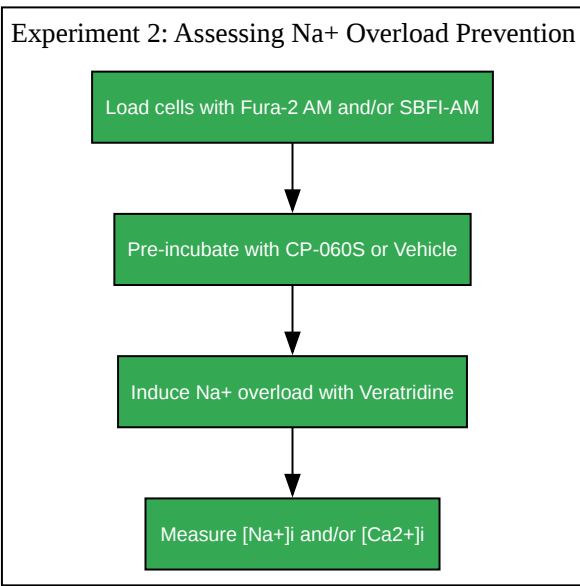 Experiment 2: Assessing Na+ Overload Prevention
Load cells with Fura-2 AM and/or SBFI-AM
Pre-incubate with CP-060S or Vehicle
Induce Na+ overload with Veratridine
Measure [Na+]i and/or [Ca2+]i